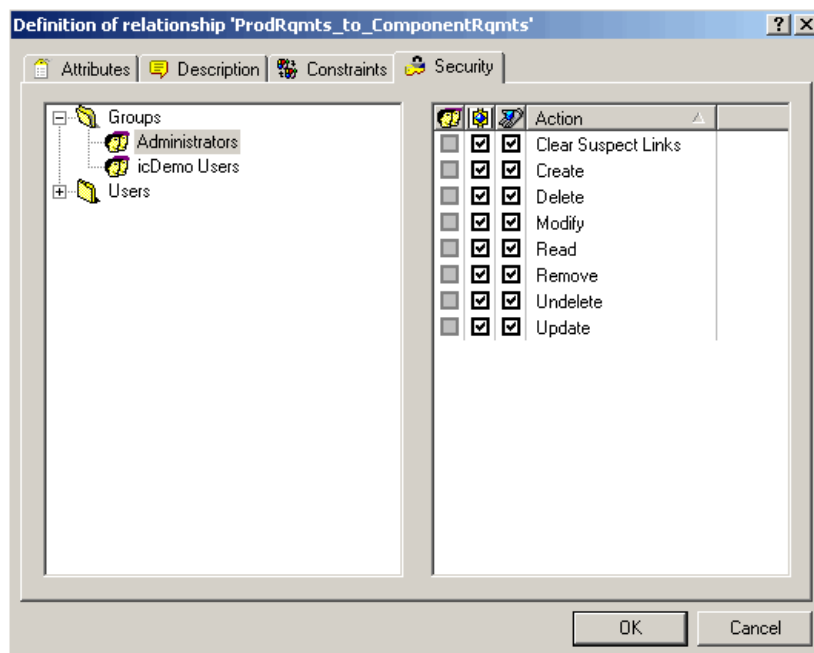 Definition of relationship 'ProdRqmts_to_ComponentRqmts'
Attributes Description Constraints Security
Groups
Administrators
icDemo Users
Users
Action
Clear Suspect Links
Create
Delete
Modify
Read
Remove
Undelete
Update
OK Cancel